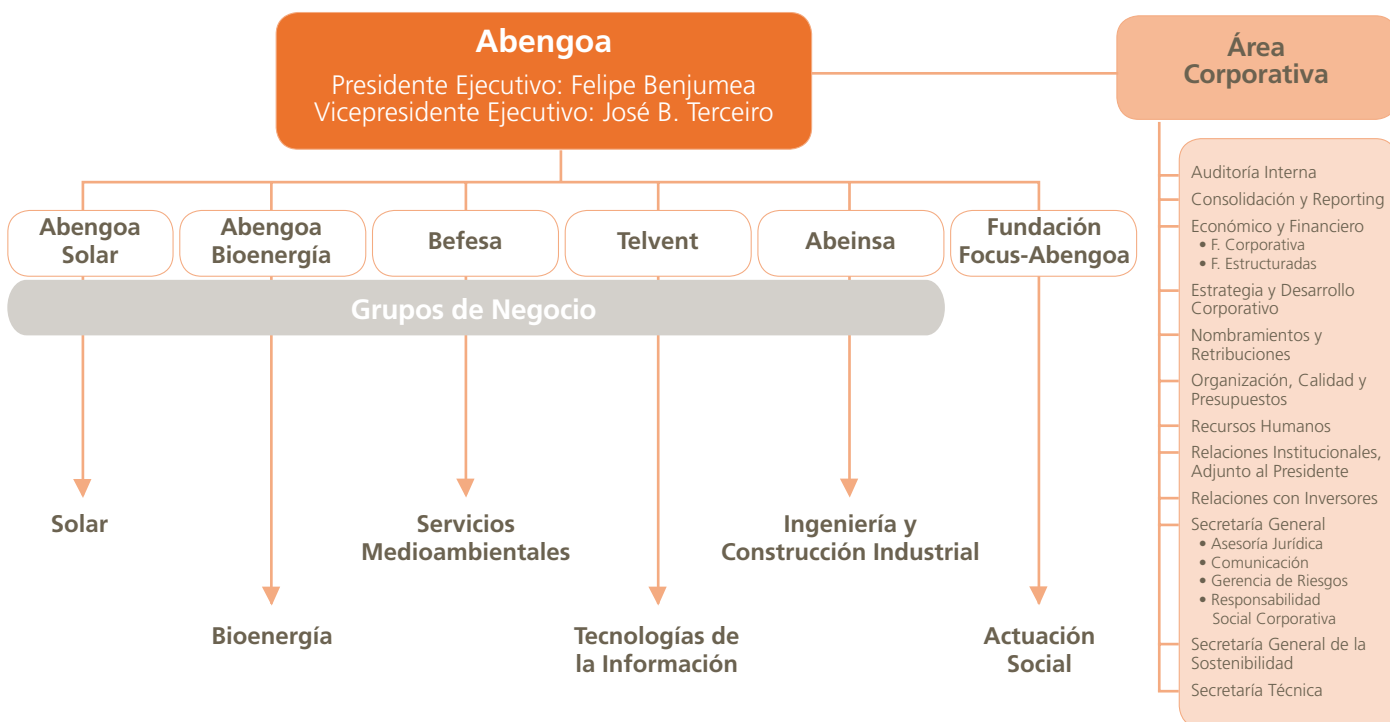 Abengoa
Presidente Ejecutivo: Felipe Benjumea
Vicepresidente Ejecutivo: José B. Terceiro
Área
Corporativa
Abengoa
Solar
Abengoa
Bioenergía
Befesa
Telvent
Abeinsa
Fundación
Focus-Abengoa
Grupos de Negocio
Solar
Bioenergía
Servicios
Medioambientales
Tecnologías de
la Información
Ingeniería y
Construcción Industrial
Actuación
Social
Auditoría Interna
Consolidación y Reporting
Económico y Financiero
• F. Corporativa
• F. Estructuradas
Estrategia y Desarrollo
Corporativo
Nombramientos y
Retribuciones
Organización, Calidad y
Presupuestos
Recursos Humanos
Relaciones Institucionales,
Adjunto al Presidente
Relaciones con Inversores
Secretaría General
• Asesoría Jurídica
• Comunicación
• Gerencia de Riesgos
• Responsabilidad
Social Corporativa
Secretaría General de la
Sostenibilidad
Secretaría Técnica